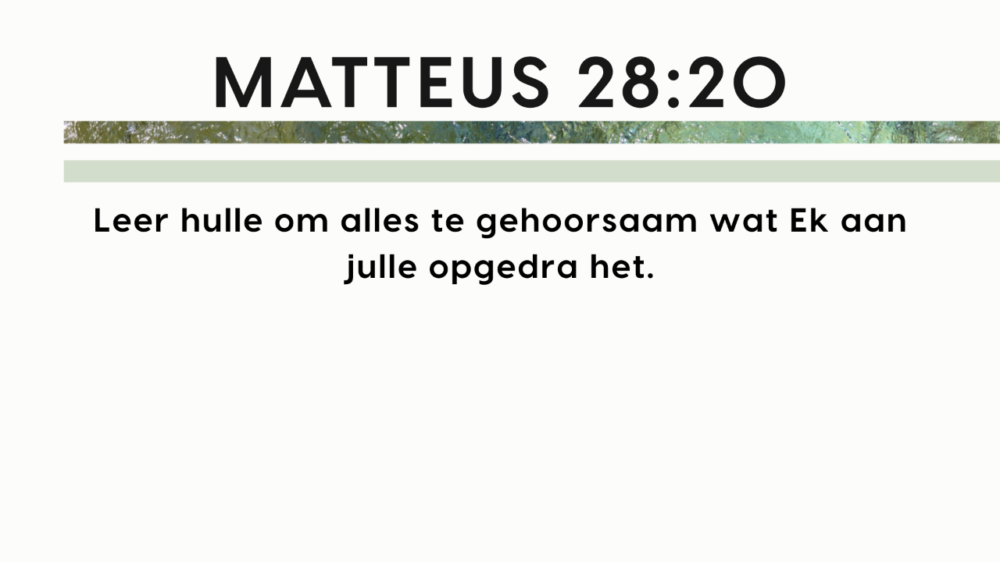 MATTEUS 28:20
Leer hulle om alles te gehoorsaam wat Ek aan
julle opgedra het.